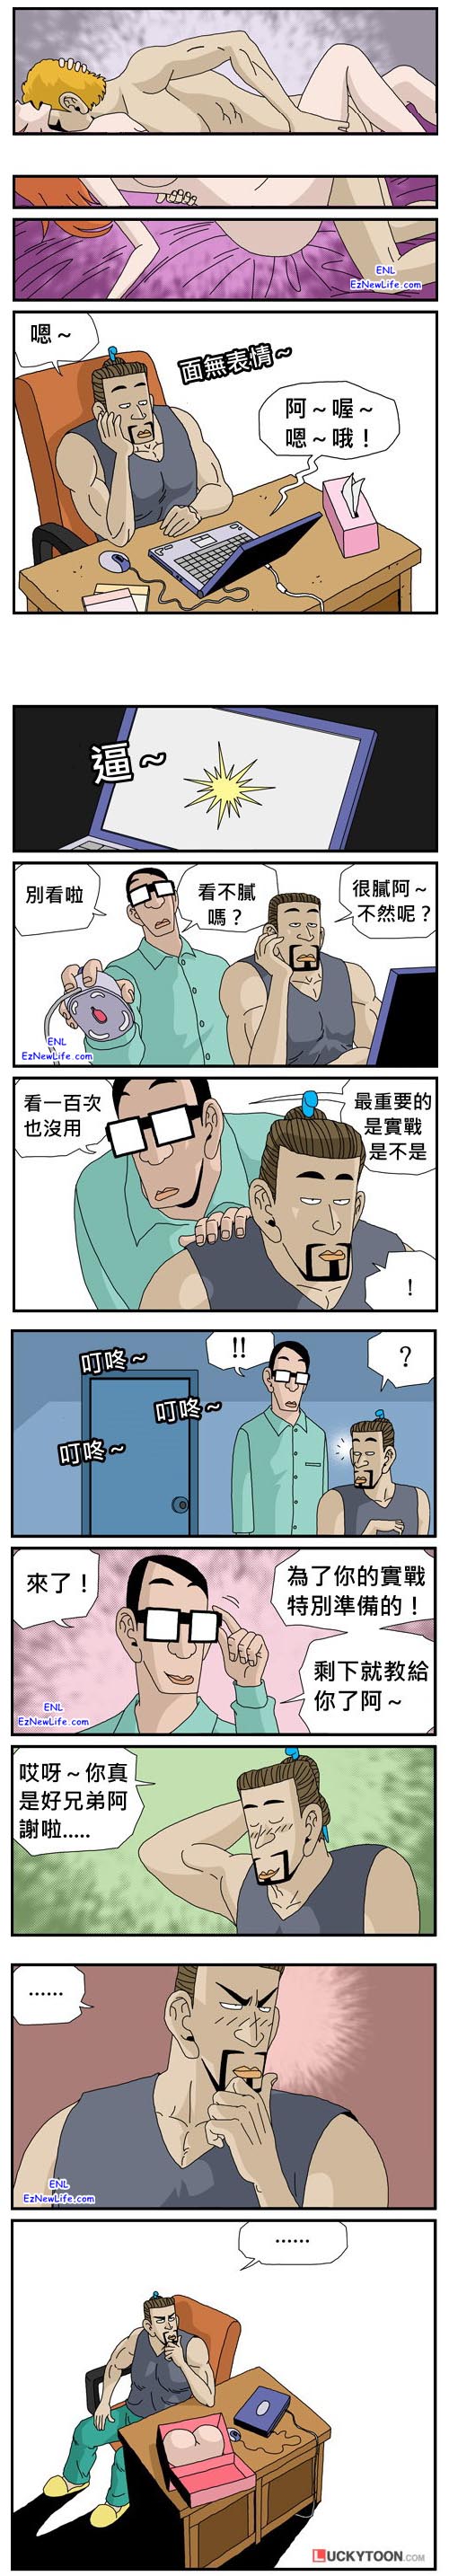 ENL
EzNewLife.com
嗯～
面無表情～
阿～喔～
嗯～哦！
逼～
別看啦
看不膩
嗎？
很膩阿～
不然呢？
ENL
EzNewLife.com
看一百次
也沒用
最重要的
是實戰
是不是
！
叮咚～
叮咚～
叮咚～
!!
?
來了！
為了你的實戰
特別準備的！
剩下就教給
你了阿～
ENL
EzNewLife.com
哎呀～你真
是好兄弟阿
謝啦.....
......
ENL
EzNewLife.com
......
LUCKYTOON.COM